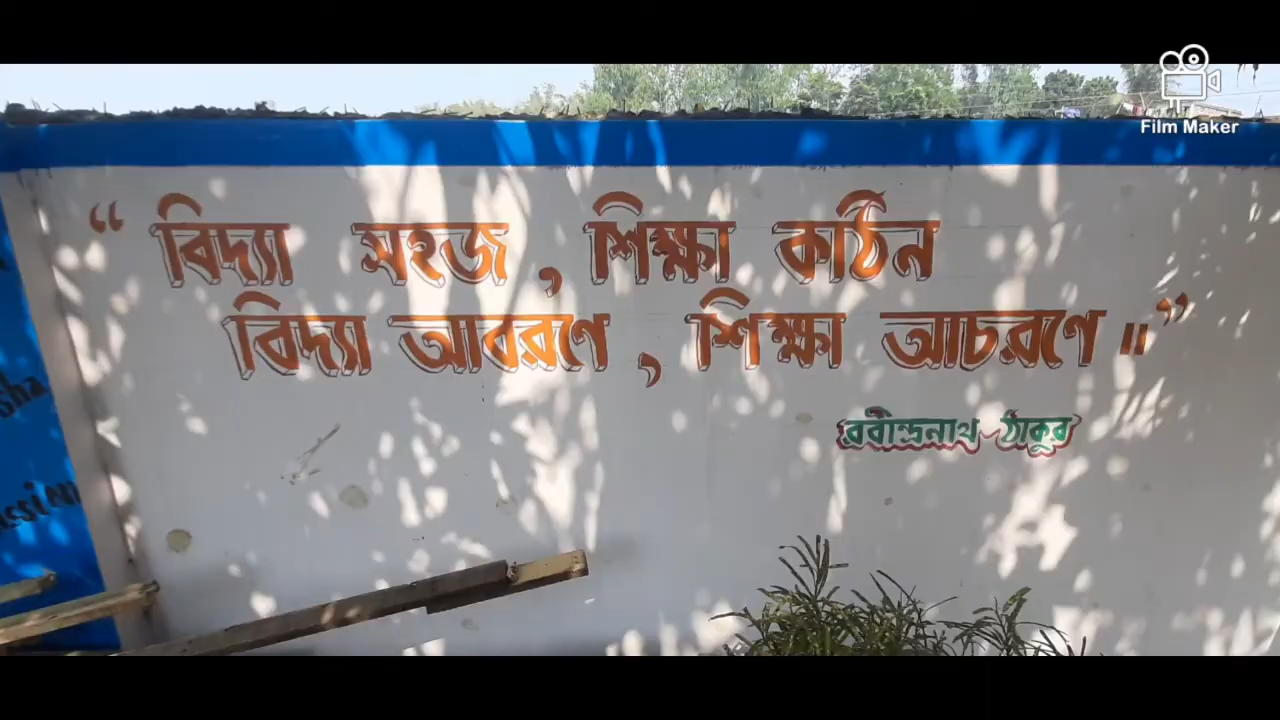 Film Maker
“ বিদ্যা সহজ , শিক্ষা কঠিন
বিদ্যা আবরণে , শিক্ষা আচরণে ॥ ”
রবীন্দ্রনাথ ঠাকুর